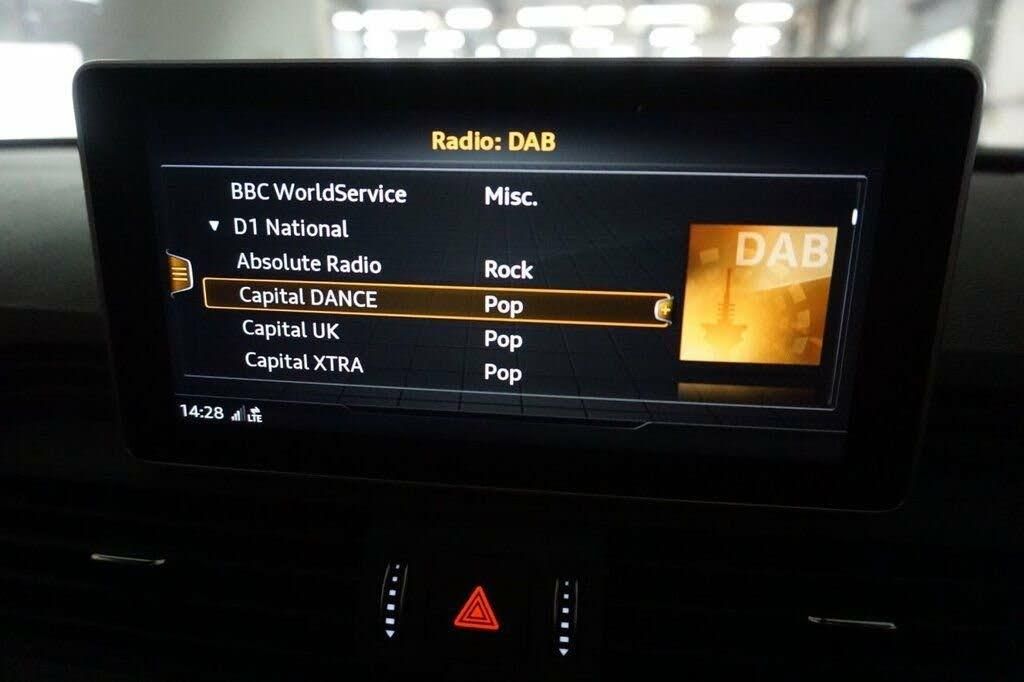 Radio: DAB
BBC WorldService Misc.
▼ D1 National
DAB
Absolute Radio Rock
Capital DANCE Pop
Capital UK Pop
Capital XTRA Pop
14:28 LTE